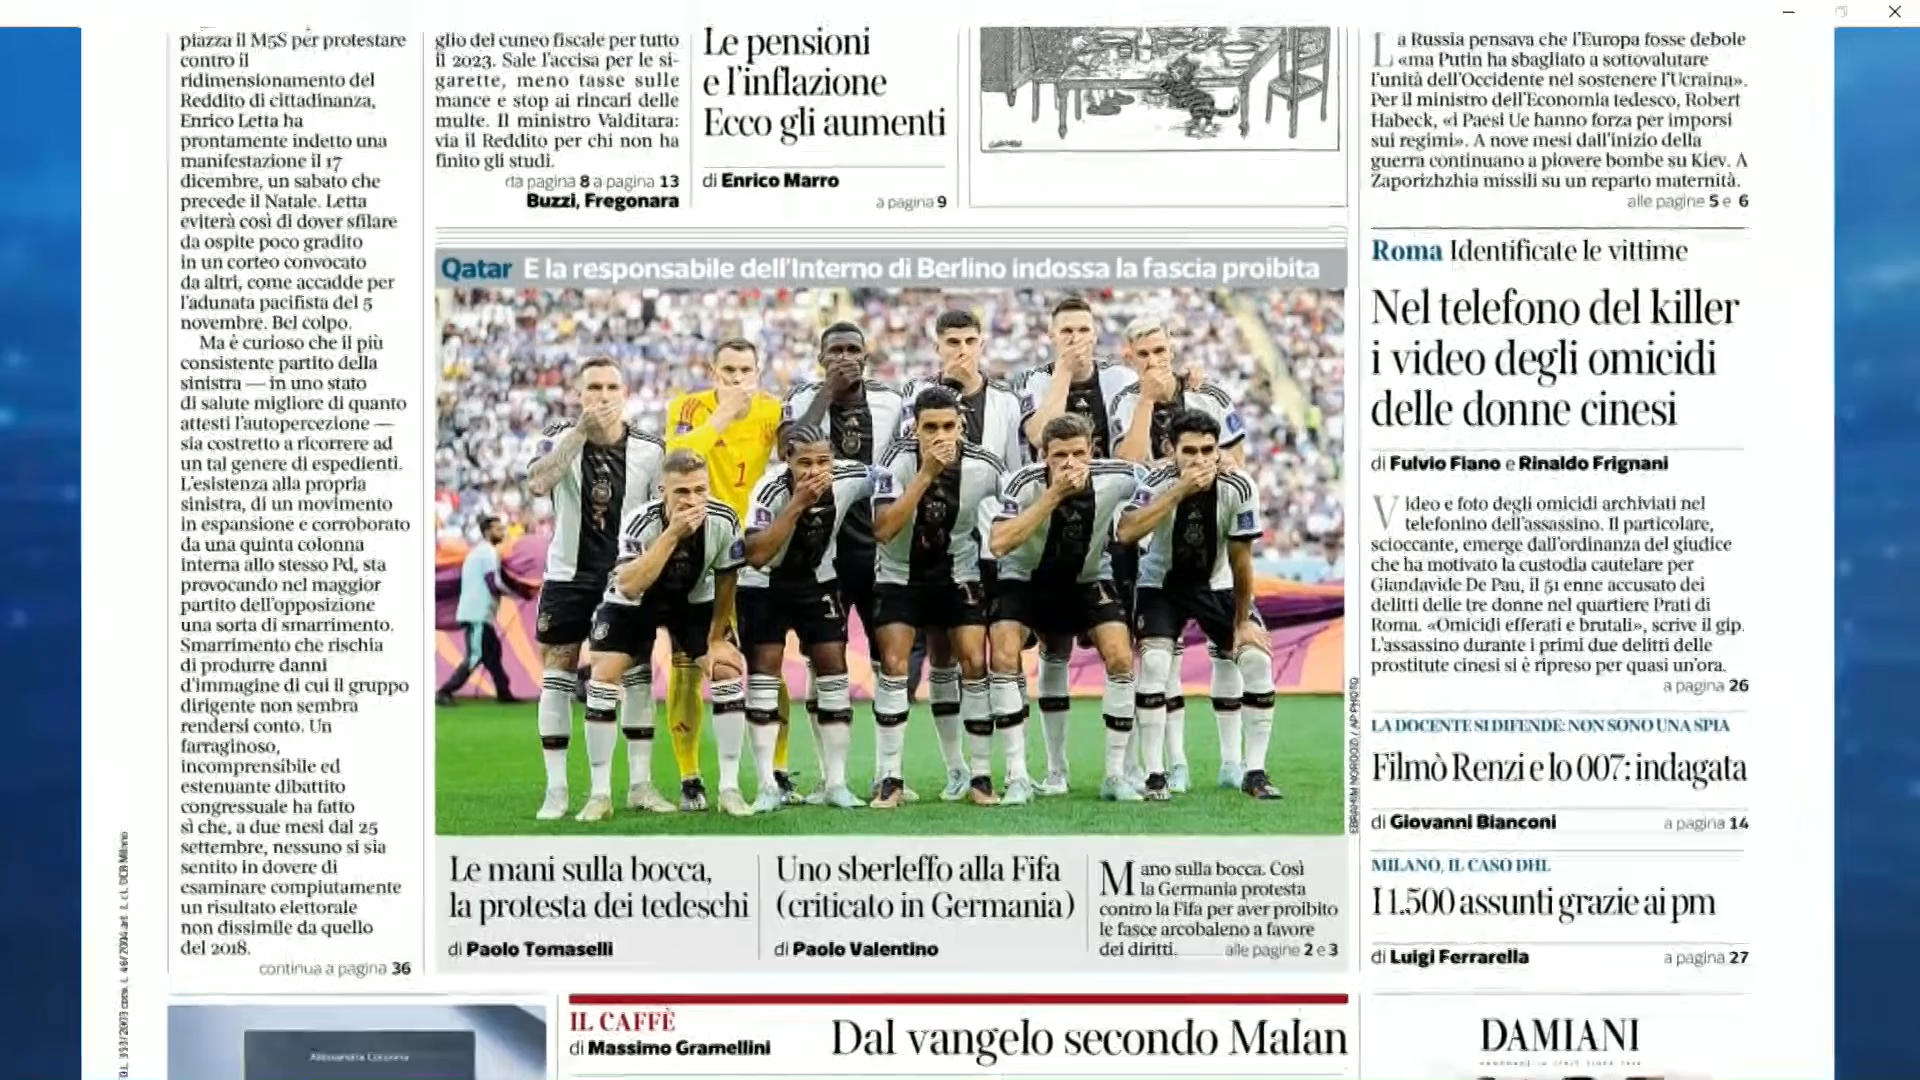 piazza il M5S per protestare
contro il
ridimensionamento del
Reddito di cittadinanza,
Enrico Letta ha
prontamente indetto una
manifestazione il 17
dicembre, un sabato che
precede il Natale. Letta
eviterà così di dover sfilare
da ospite poco gradito
in un corteo convocato
da altri, come accadde per
l'adunata pacifista del 5
novembre. Bel colpo.
Ma è curioso che il più
consistente partito della
sinistra — in uno stato
di salute migliore di quanto
attesti l'autopercezione —
sia costretto a ricorrere ad
un tal genere di espedienti.
L'esistenza alla propria
sinistra, di un movimento
in espansione e corroborato
da una quinta colonna
interna allo stesso Pd, sta
provocando nel maggior
partito dell'opposizione
una sorta di smarrimento.
Smarrimento che rischia
di produrre danni
d'immagine di cui il gruppo
dirigente non sembra
rendersi conto. Un
farraginoso,
incomprensibile ed
estenuante dibattito
congressuale ha fatto
sì che, a due mesi dal 25
settembre, nessuno si sia
sentito in dovere di
esaminare compiutamente
un risultato elettorale
non dissimile da quello
del 2018.
continua a pagina 36
glio del cuneo fiscale per tutto
il 2023. Sale l'accisa per le si-
garette, meno tasse sulle
mance e stop ai rincari delle
multe. Il ministro Valditara:
via il Reddito per chi non ha
finito gli studi.
da pagina 8 a pagina 13
Buzzi, Fregonara
Le pensioni
e l'inflazione
Ecco gli aumenti
di Enrico Marro
a pagina 9
Qatar E la responsabile dell'Interno di Berlino indossa la fascia proibita
1
EBRAHIM NOROOZI / AP PHOTO
Le mani sulla bocca,
la protesta dei tedeschi
di Paolo Tomaselli
Uno sberleffo alla Fifa
(criticato in Germania)
di Paolo Valentino
Mano sulla bocca. Così
la Germania protesta
contro la Fifa per aver proibito
le fasce arcobaleno a favore
dei diritti. alle pagine 2 e 3
La Russia pensava che l'Europa fosse debole
«ma Putin ha sbagliato a sottovalutare
l'unità dell'Occidente nel sostenere l'Ucraina».
Per il ministro dell'Economia tedesco, Robert
Habeck, «i Paesi Ue hanno forza per imporsi
sui regimi». A nove mesi dall'inizio della
guerra continuano a piovere bombe su Kiev. A
Zaporizhzhia missili su un reparto maternità.
alle pagine 5 e 6
Roma Identificate le vittime
Nel telefono del killer
i video degli omicidi
delle donne cinesi
di Fulvio Fiano e Rinaldo Frignani
Video e foto degli omicidi archiviati nel
telefonino dell'assassino. Il particolare,
scioccante, emerge dall'ordinanza del giudice
che ha motivato la custodia cautelare per
Giandavide De Pau, il 51 enne accusato dei
delitti delle tre donne nel quartiere Prati di
Roma. «Omicidi efferati e brutali», scrive il gip.
L'assassino durante i primi due delitti delle
prostitute cinesi si è ripreso per quasi un'ora.
a pagina 26
LA DOCENTE SI DIFENDE: NON SONO UNA SPIA
Filmò Renzi e lo 007: indagata
di Giovanni Bianconi
a pagina 14
MILANO, IL CASO DHL
I 1.500 assunti grazie ai pm
di Luigi Ferrarella
a pagina 27
IL CAFFÈ
di Massimo Gramellini
Dal vangelo secondo Malan
DAMIANI